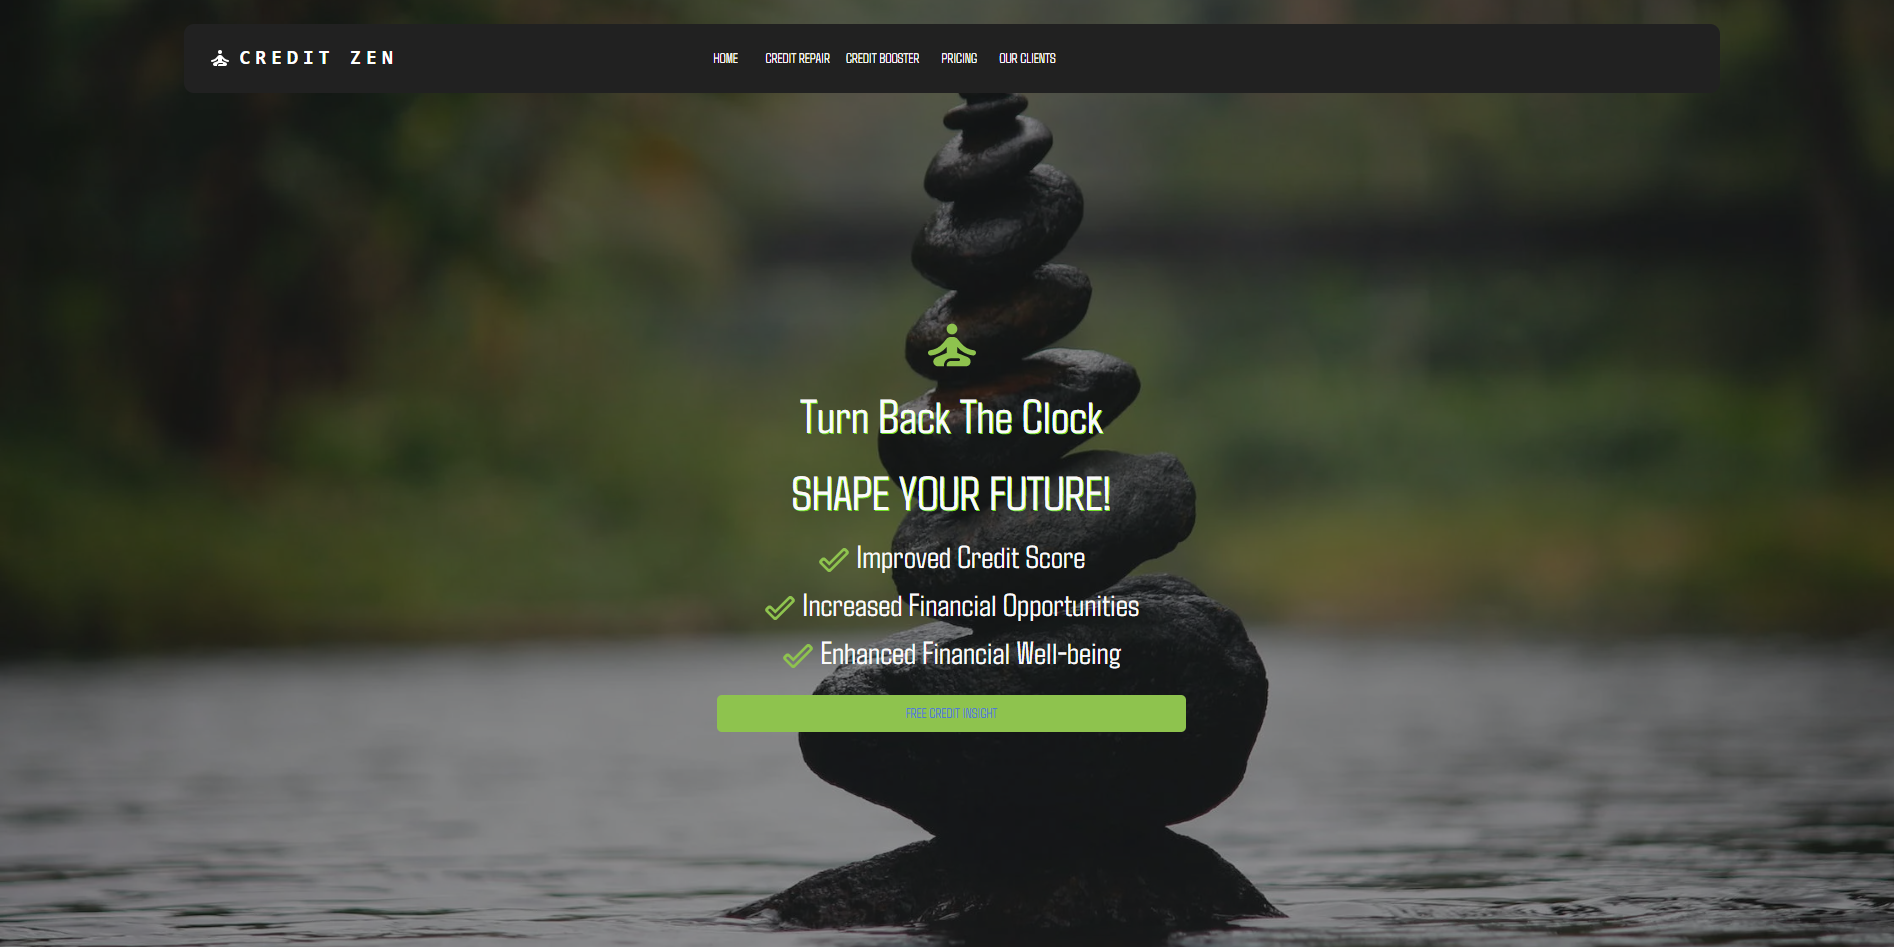 CREDIT ZEN
HOME CREDIT REPAIR CREDIT BOOSTER PRICING OUR CLIENTS
Turn Back The Clock
SHAPE YOUR FUTURE!
Improved Credit Score
Increased Financial Opportunities
Enhanced Financial Well-being
FREE CREDIT INSIGHT